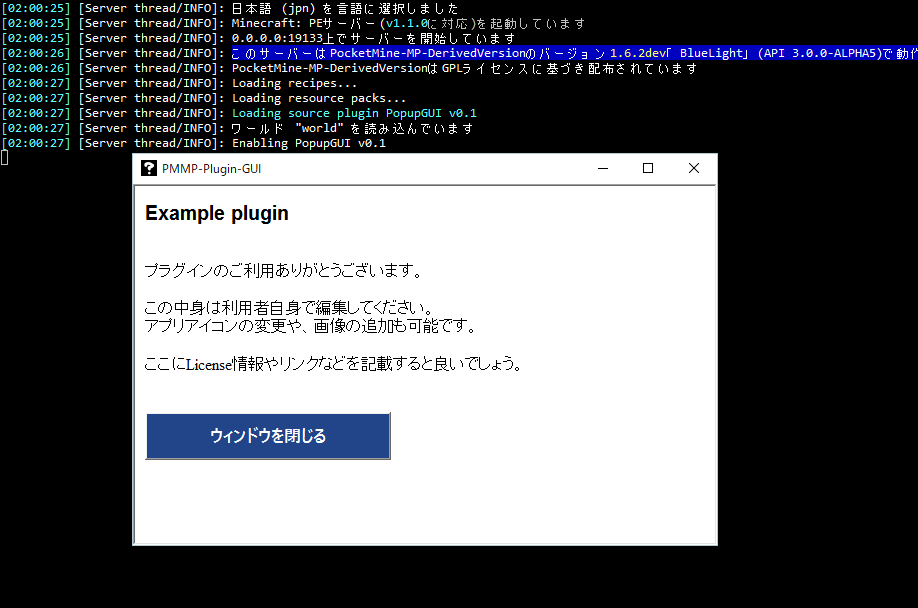 [02:00:25] [Server thread/INFO]: 日本語 (jpn) を言語に選択しました
[02:00:25] [Server thread/INFO]: Minecraft: PEサーバー(v1.1.0に対応)を起動しています
[02:00:25] [Server thread/INFO]: 0.0.0.0:19133上でサーバーを開始しています
[02:00:26] [Server thread/INFO]: このサーバーはPocketMine-MP-DerivedVersionのバージョン1.6.2dev「BlueLight」(API 3.0.0-ALPHA5)で動作
[02:00:26] [Server thread/INFO]: PocketMine-MP-DerivedVersionはGPLライセンスに基づき配布されています
[02:00:27] [Server thread/INFO]: Loading recipes...
[02:00:27] [Server thread/INFO]: Loading resource packs...
[02:00:27] [Server thread/INFO]: Loading source plugin PopupGUI v0.1
[02:00:27] [Server thread/INFO]: ワールド "world"を読み込んでいます
[02:00:27] [Server thread/INFO]: Enabling PopupGUI v0.1
PMMP-Plugin-GUI
Example plugin
プラグインのご利用ありがとうございます。
この中身は利用者自身で編集してください。
アプリアイコンの変更や、画像の追加も可能です。
ここにLicense情報やリンクなどを記載すると良いでしょう。
ウィンドウを閉じる